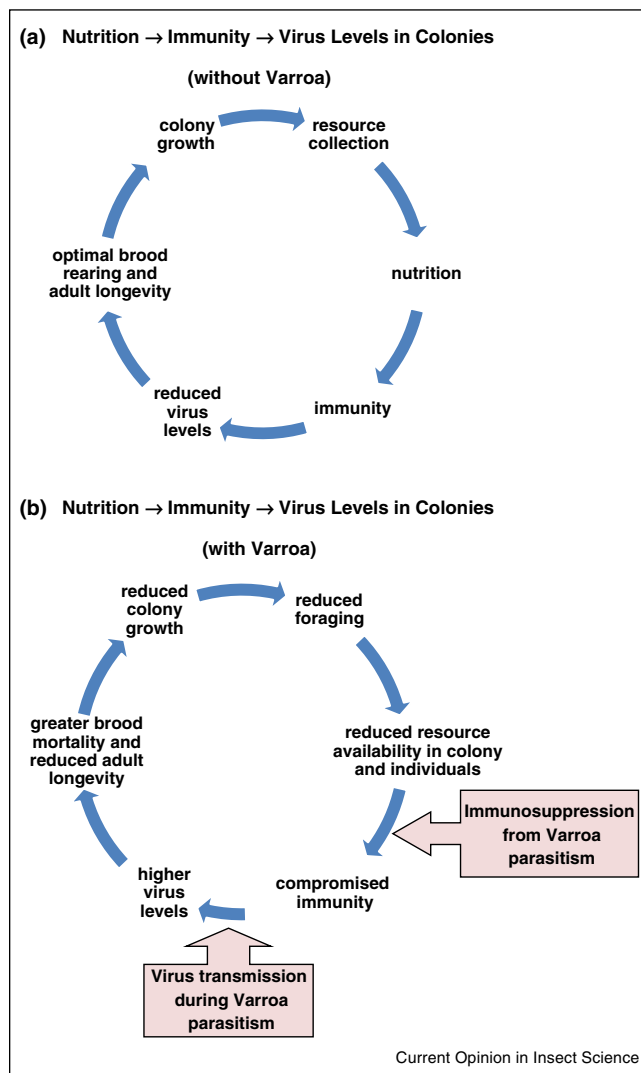 (a) Nutrition → Immunity → Virus Levels in Colonies
(without Varroa)
colony
growth
resource
collection
nutrition
immunity
reduced
virus
levels
optimal brood
rearing and
adult longevity
(b) Nutrition → Immunity → Virus Levels in Colonies
(with Varroa)
reduced
colony
growth
reduced
foraging
reduced resource
availability in colony
and individuals
Immunosuppression
from Varroa
parasitism
compromised
immunity
Virus transmission
during Varroa
parasitism
higher
virus
levels
greater brood
mortality and
reduced adult
longevity
Current Opinion in Insect Science